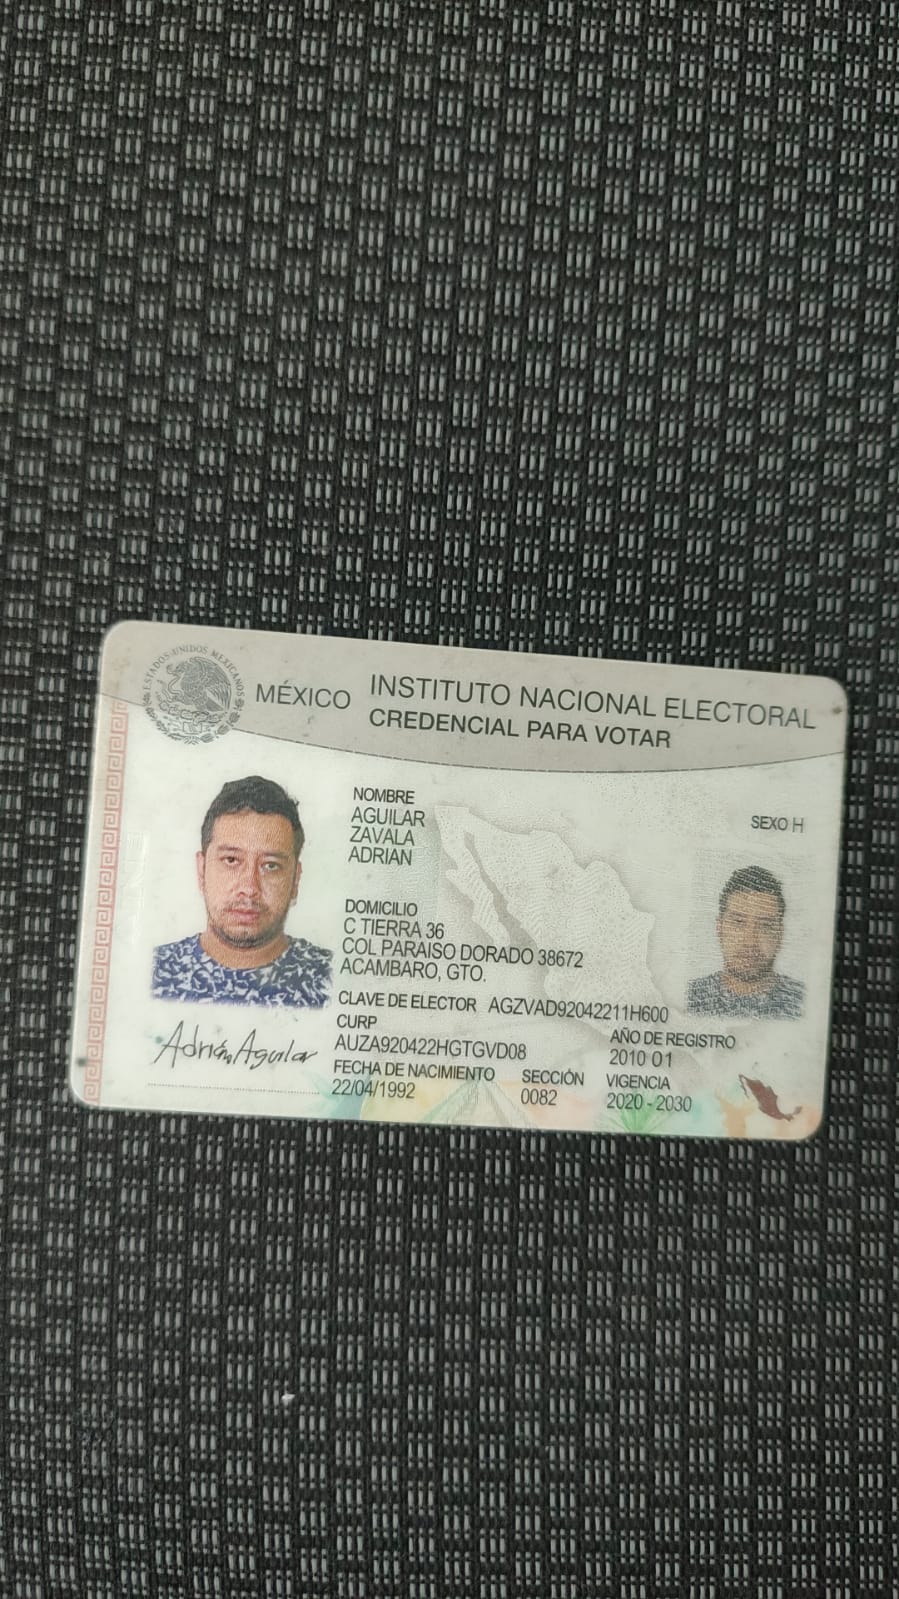 ESTADOS UNIDOS MEXICANOS
MÉXICO INSTITUTO NACIONAL ELECTORAL
CREDENCIAL PARA VOTAR
NOMBRE
AGUILAR
ZAVALA
ADRIAN
SEXO H
DOMICILIO
C TIERRA 36
COL PARAISO DORADO 38672
ACAMBARO, GTO.
CLAVE DE ELECTOR AGZVAD92042211H600
CURP
AUZA920422HGTGVD08
AÑO DE REGISTRO
2010 01
FECHA DE NACIMIENTO
22/04/1992
SECCIÓN
0082
VIGENCIA
2020 - 2030
Adrián Aguilar